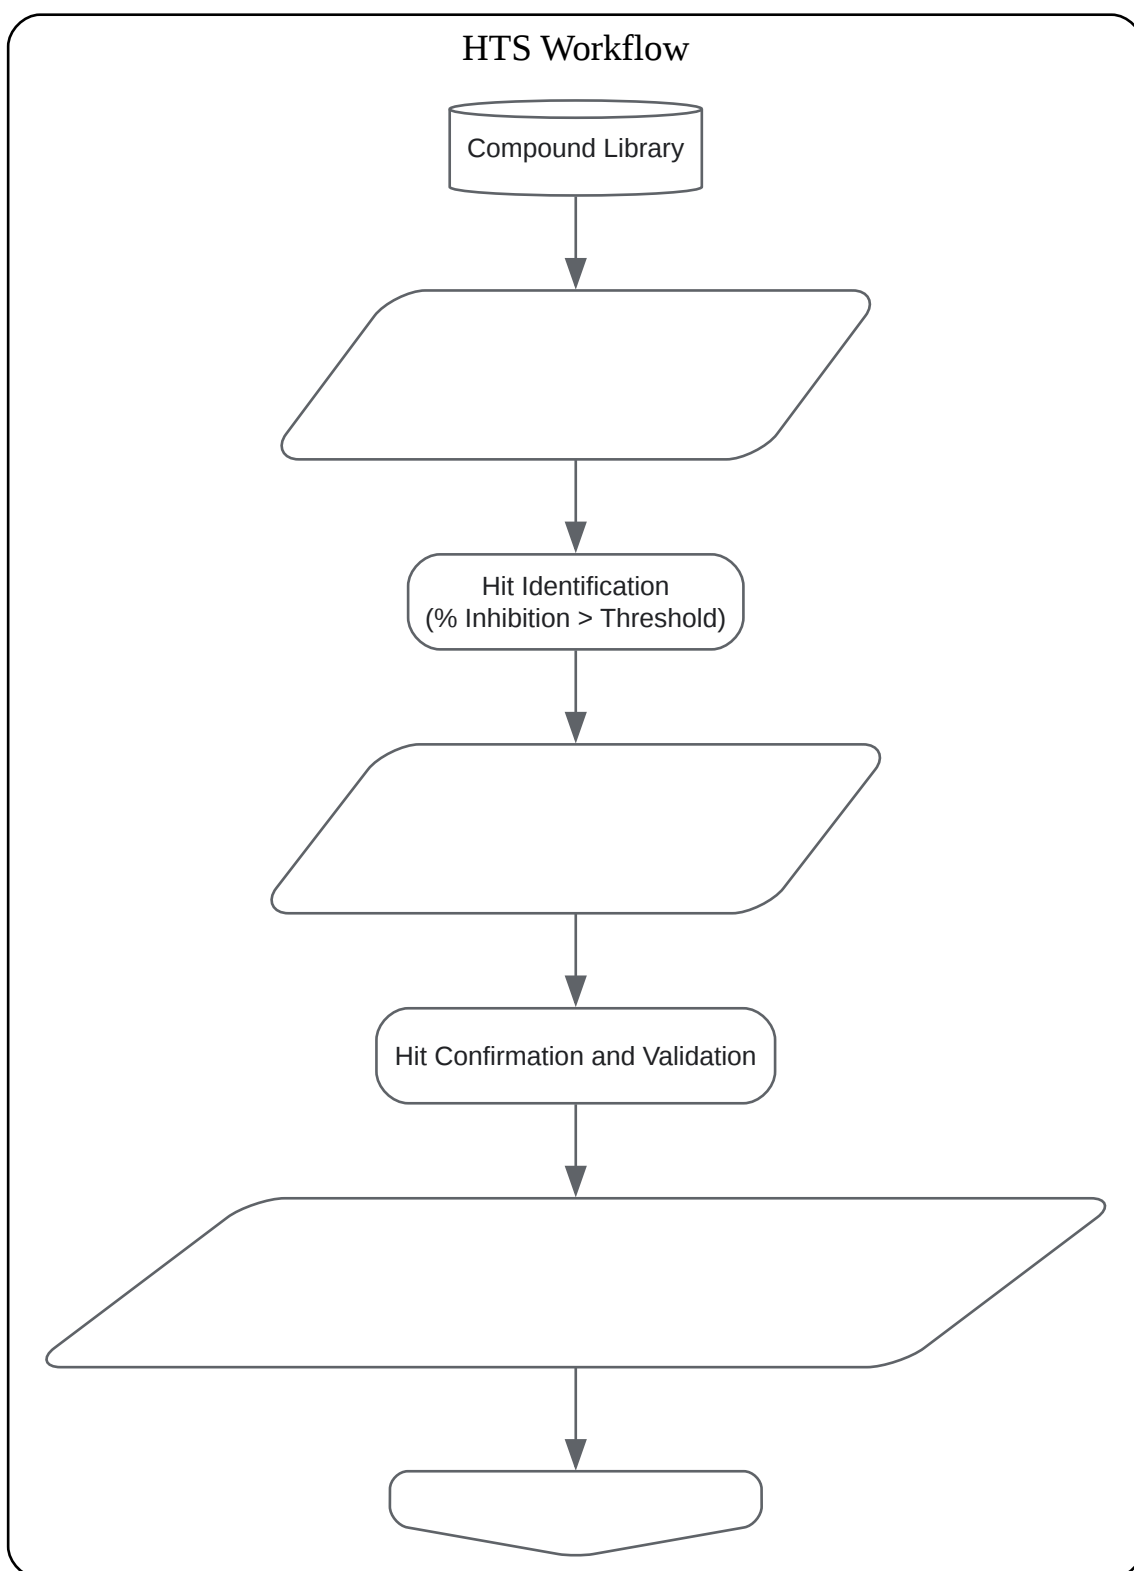 HTS Workflow
Compound Library
Hit Identification
(% Inhibition > Threshold)
Hit Confirmation and Validation